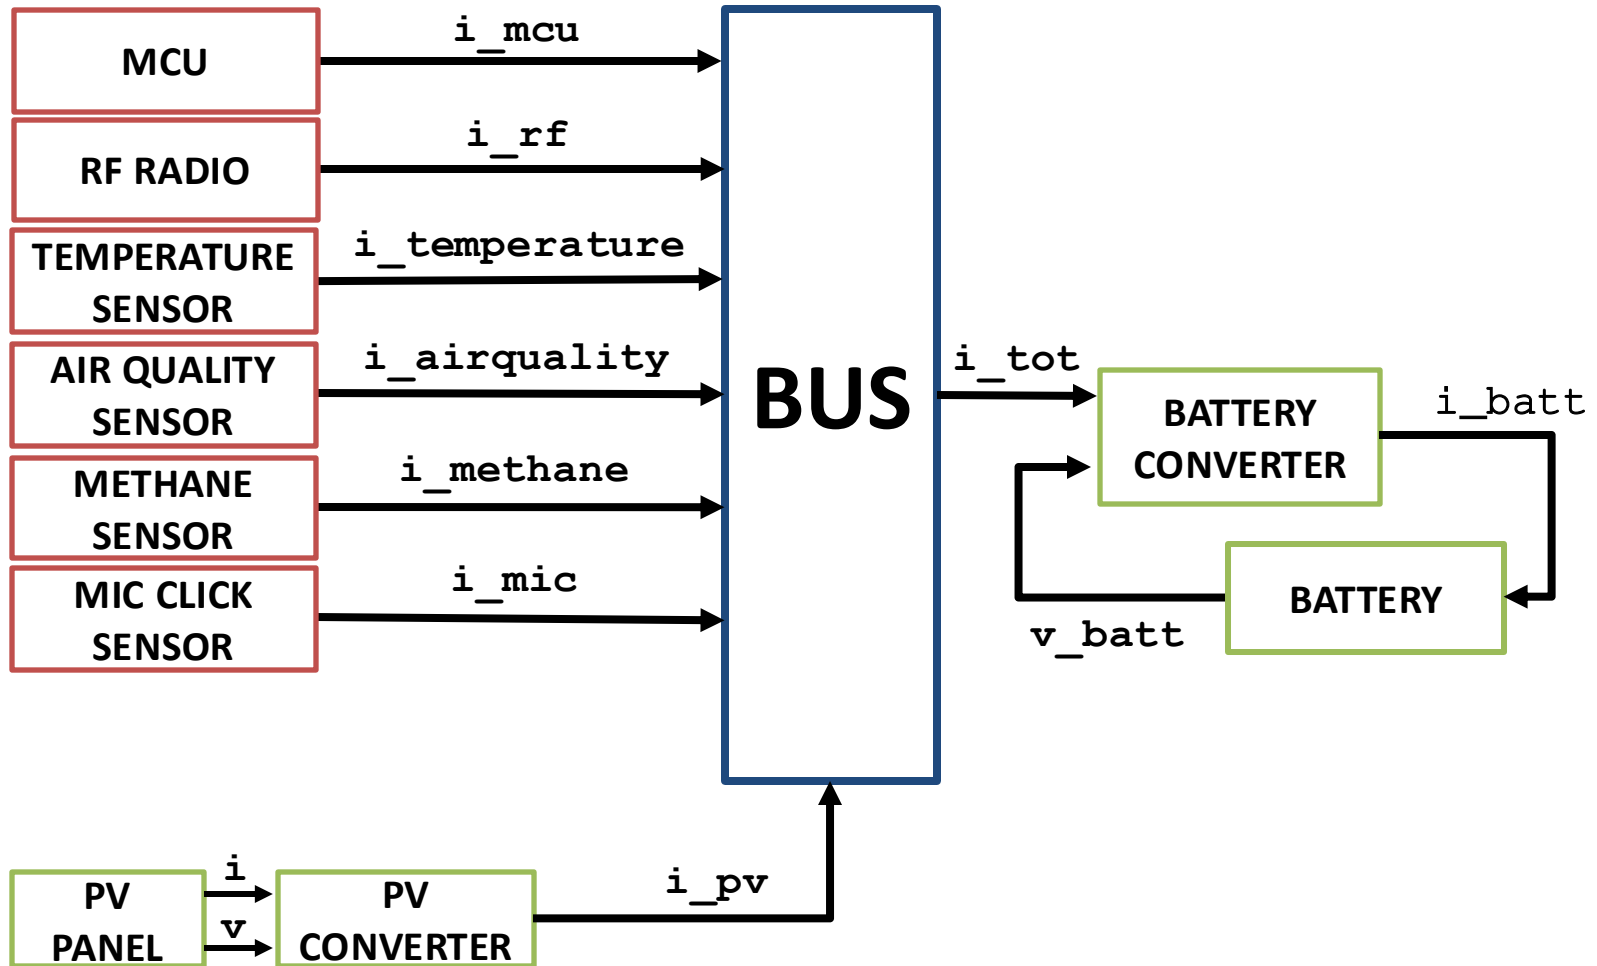 MCU
i_mcu
RF RADIO
i_rf
TEMPERATURE
SENSOR
i_temperature
AIR QUALITY
SENSOR
i_airquality
METHANE
SENSOR
i_methane
MIC CLICK
SENSOR
i_mic
BUS
i_tot
BATTERY
CONVERTER
i_batt
BATTERY
v_batt
PV
PANEL
i
v
PV
CONVERTER
i_pv